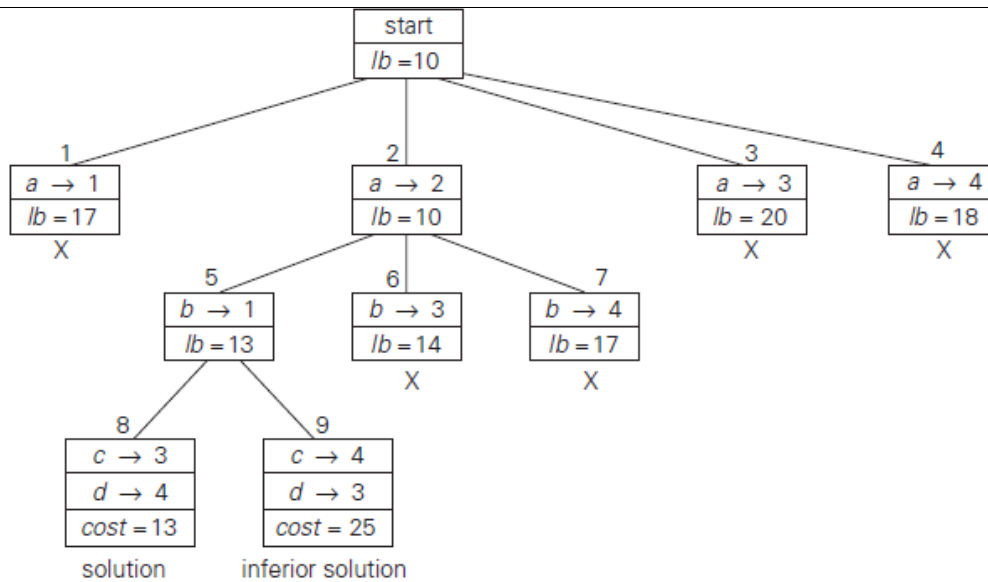 start
lb = 10
1
2
3
4
a → 1
a → 2
a → 3
a → 4
lb = 17
lb = 10
lb = 20
lb = 18
X
X
X
5
6
7
b → 1
b → 3
b → 4
lb = 13
lb = 14
lb = 17
X
X
8
9
c → 3
c → 4
d → 4
d → 3
cost = 13
cost = 25
solution
inferior solution